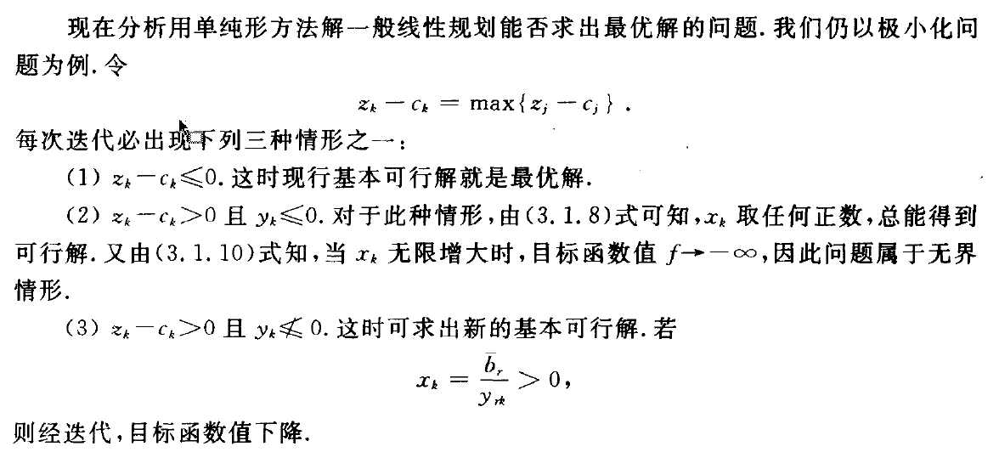 现在分析用单纯形方法解一般线性规划能否求出最优解的问题. 我们仍以极小化问
题为例. 令
z_k − c_k = max{z_j − c_j}.
每次迭代必出现下列三种情形之一:
(1) z_k − c_k ⩽ 0. 这时现行基本可行解就是最优解.
(2) z_k − c_k > 0 且 y_k ⩽ 0. 对于此种情形, 由(3.1.8)式可知, x_k 取任何正数, 总能得到
可行解. 又由(3.1.10)式知, 当 x_k 无限增大时, 目标函数值 f→−∞, 因此问题属于无界
情形.
(3) z_k − c_k > 0 且 y_k ≰ 0. 这时可求出新的基本可行解. 若
x_k = b̄_r / y_{rk} > 0,
则经迭代, 目标函数值下降.